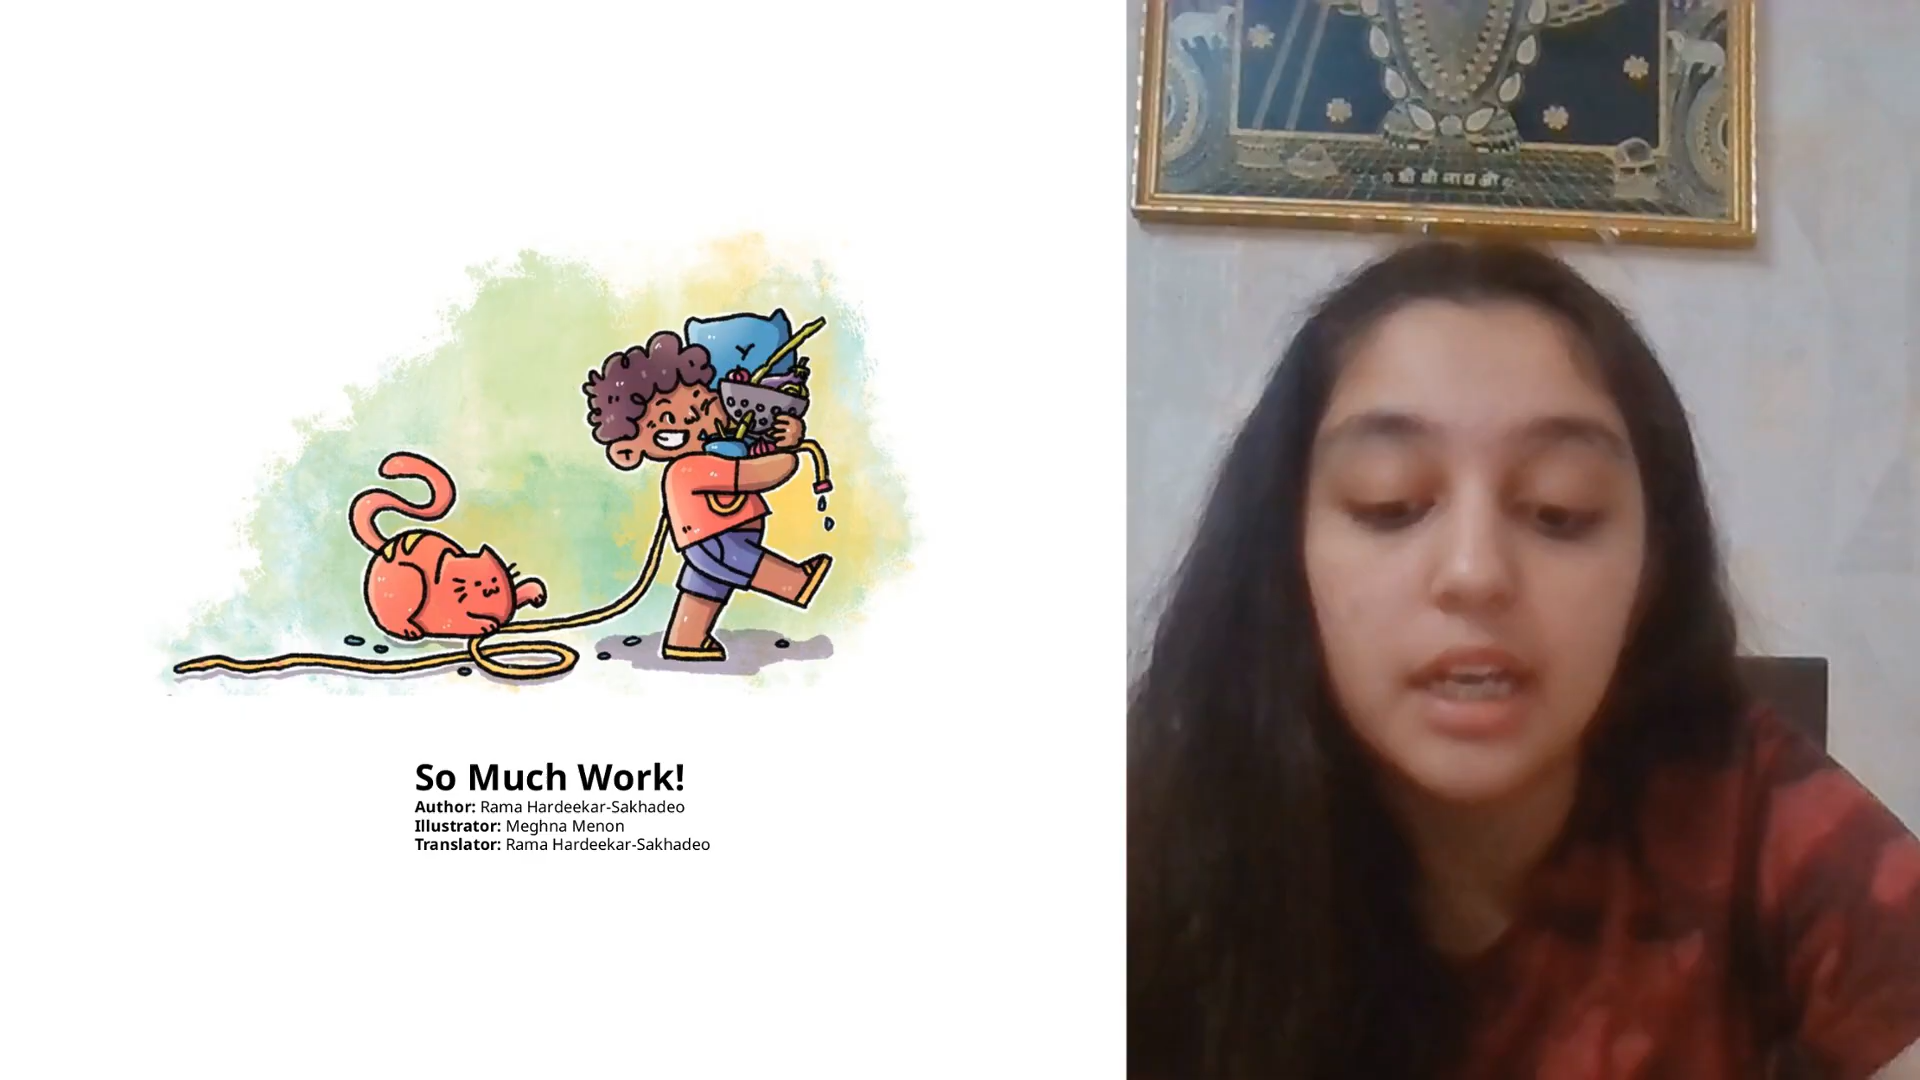 So Much Work!
Author: Rama Hardeekar-Sakhadeo
Illustrator: Meghna Menon
Translator: Rama Hardeekar-Sakhadeo